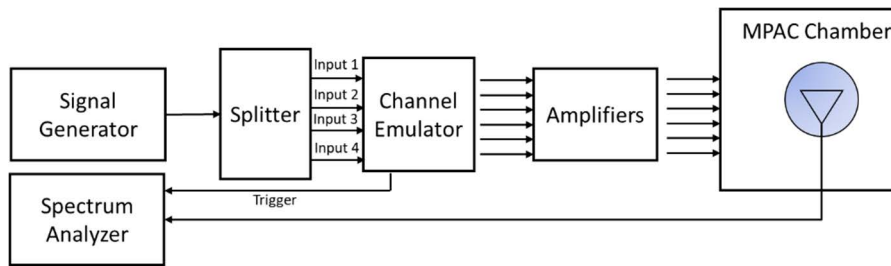 MPAC Chamber
Signal
Generator
Splitter
Input 1
Input 2
Input 3
Input 4
Channel
Emulator
Amplifiers
Trigger
Spectrum
Analyzer